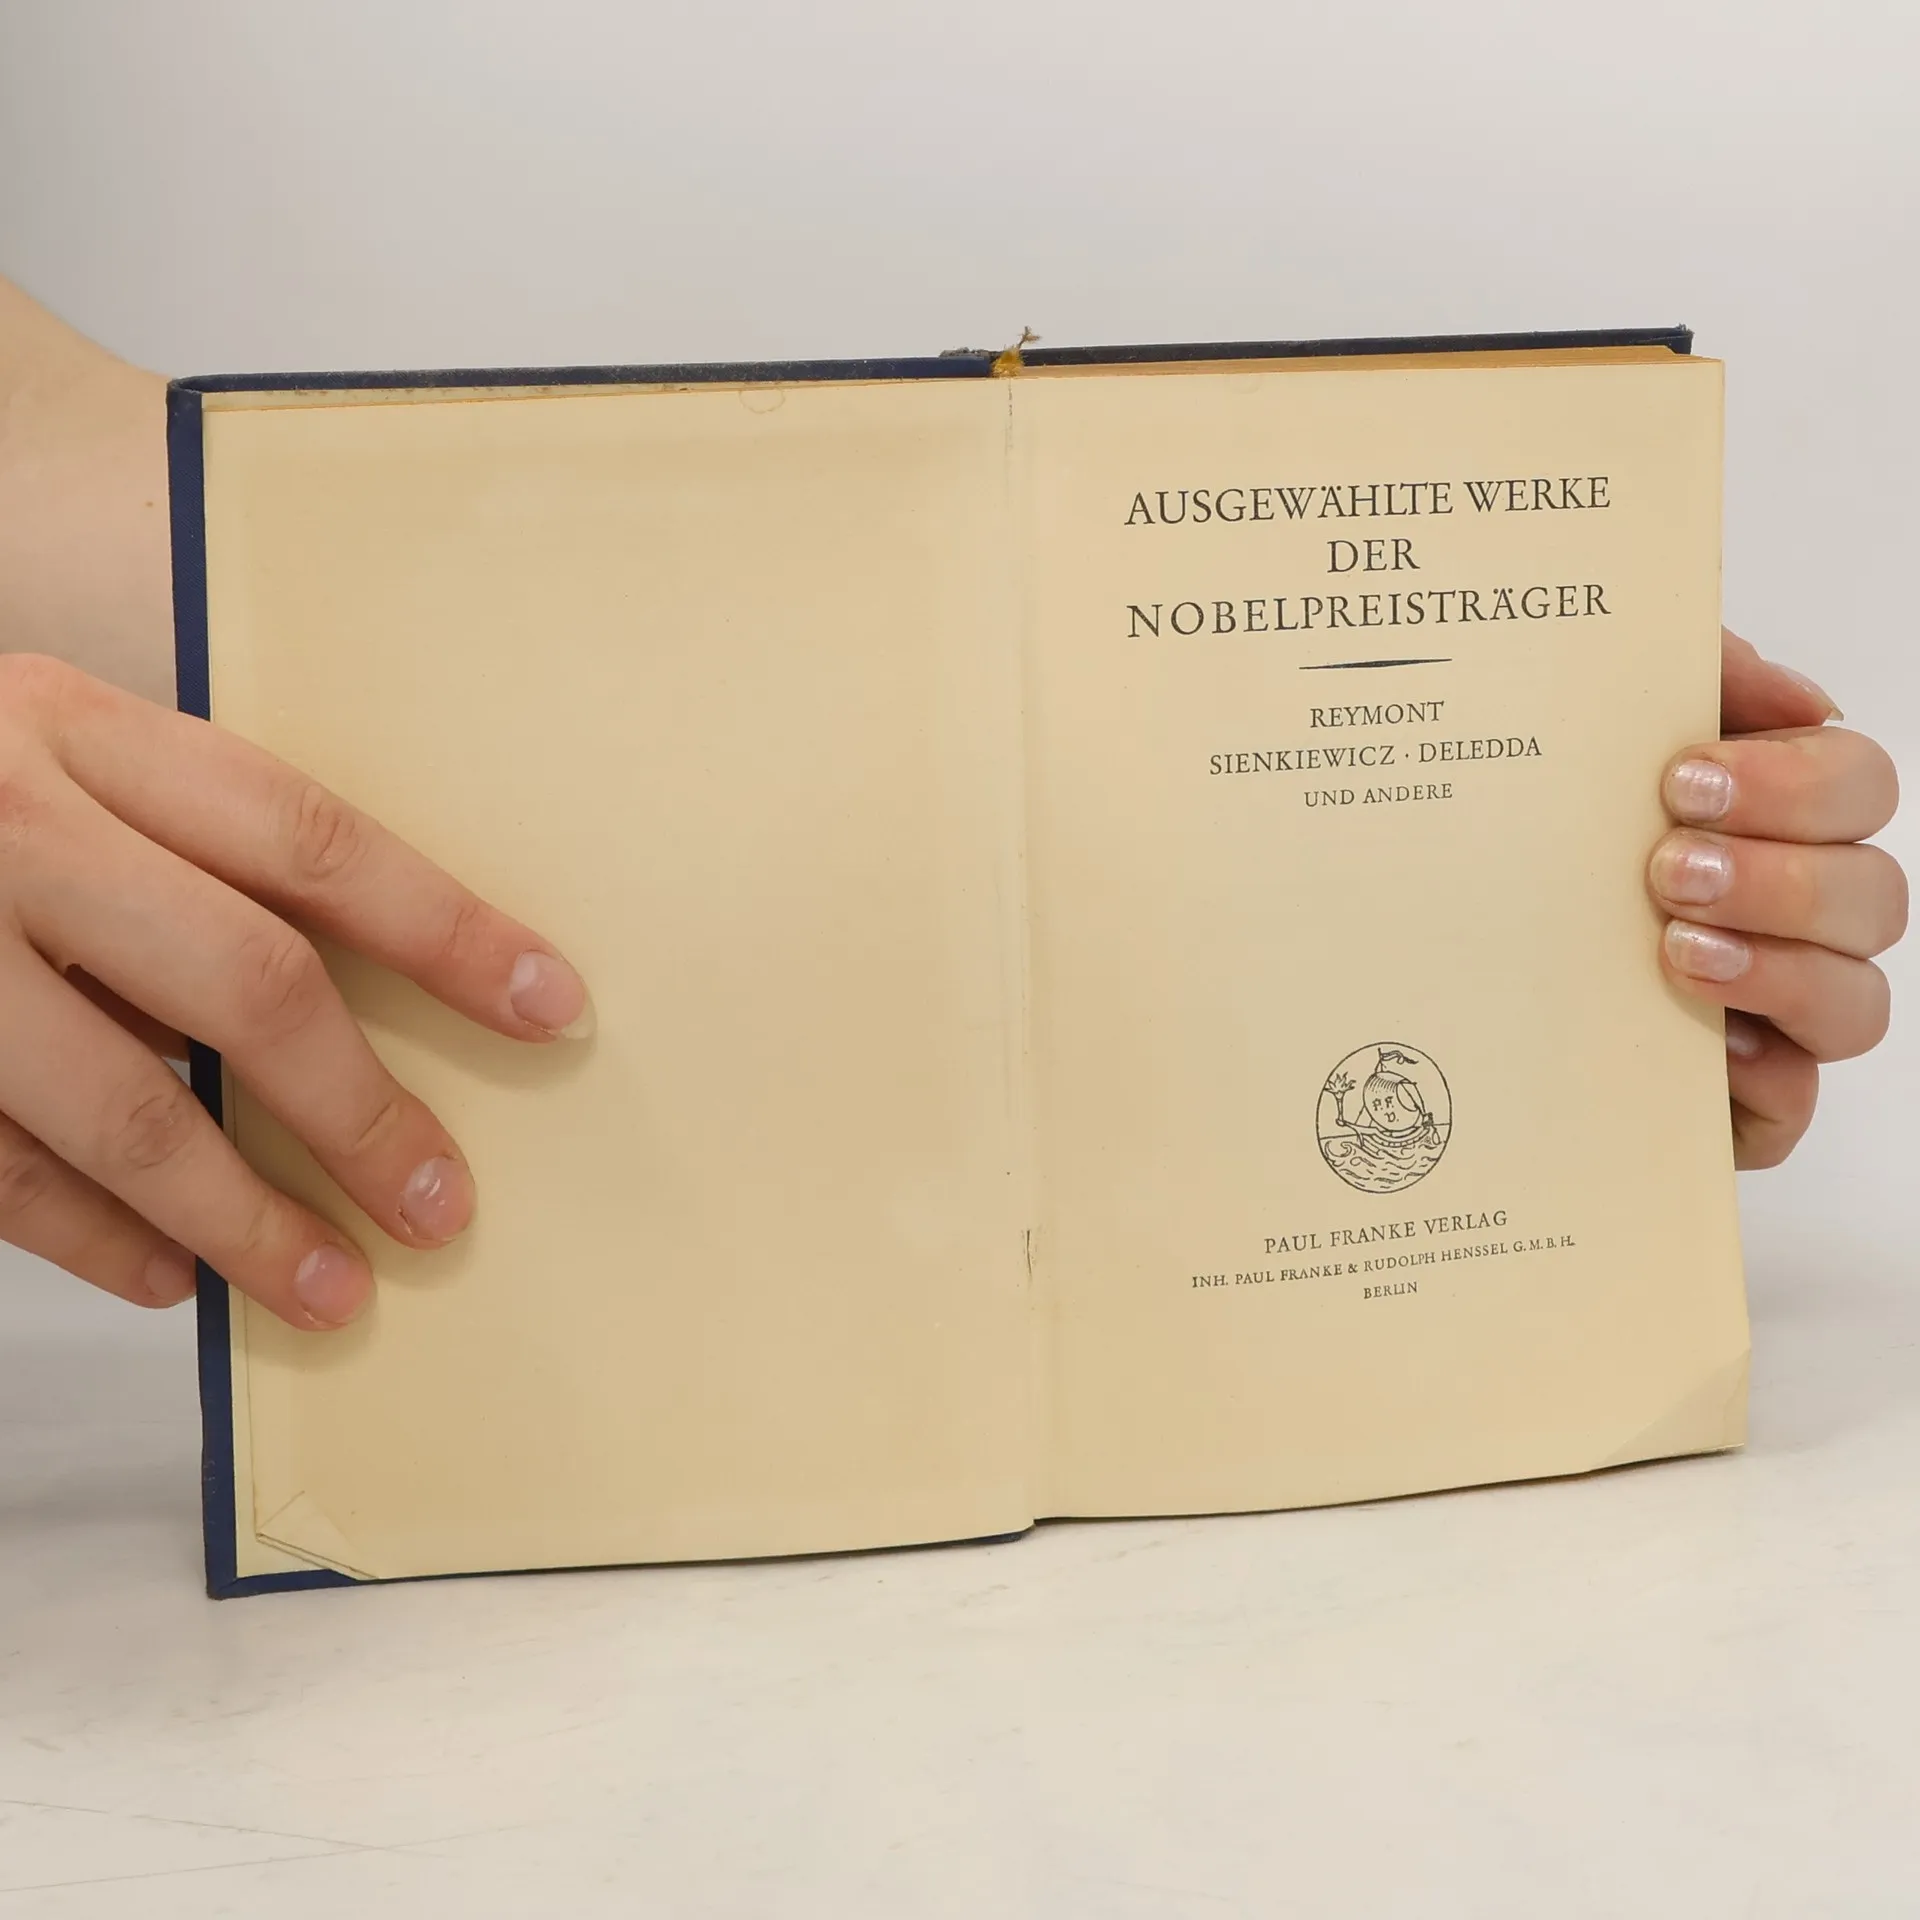 AUSGEWÄHLTE WERKE
DER
NOBELPREISTRÄGER
REYMONT
SIENKIEWICZ · DELEDDA
UND ANDERE
P. F.
V.
PAUL FRANKE VERLAG
INH. PAUL FRANKE & RUDOLPH HENSSEL G. M. B. H.
BERLIN